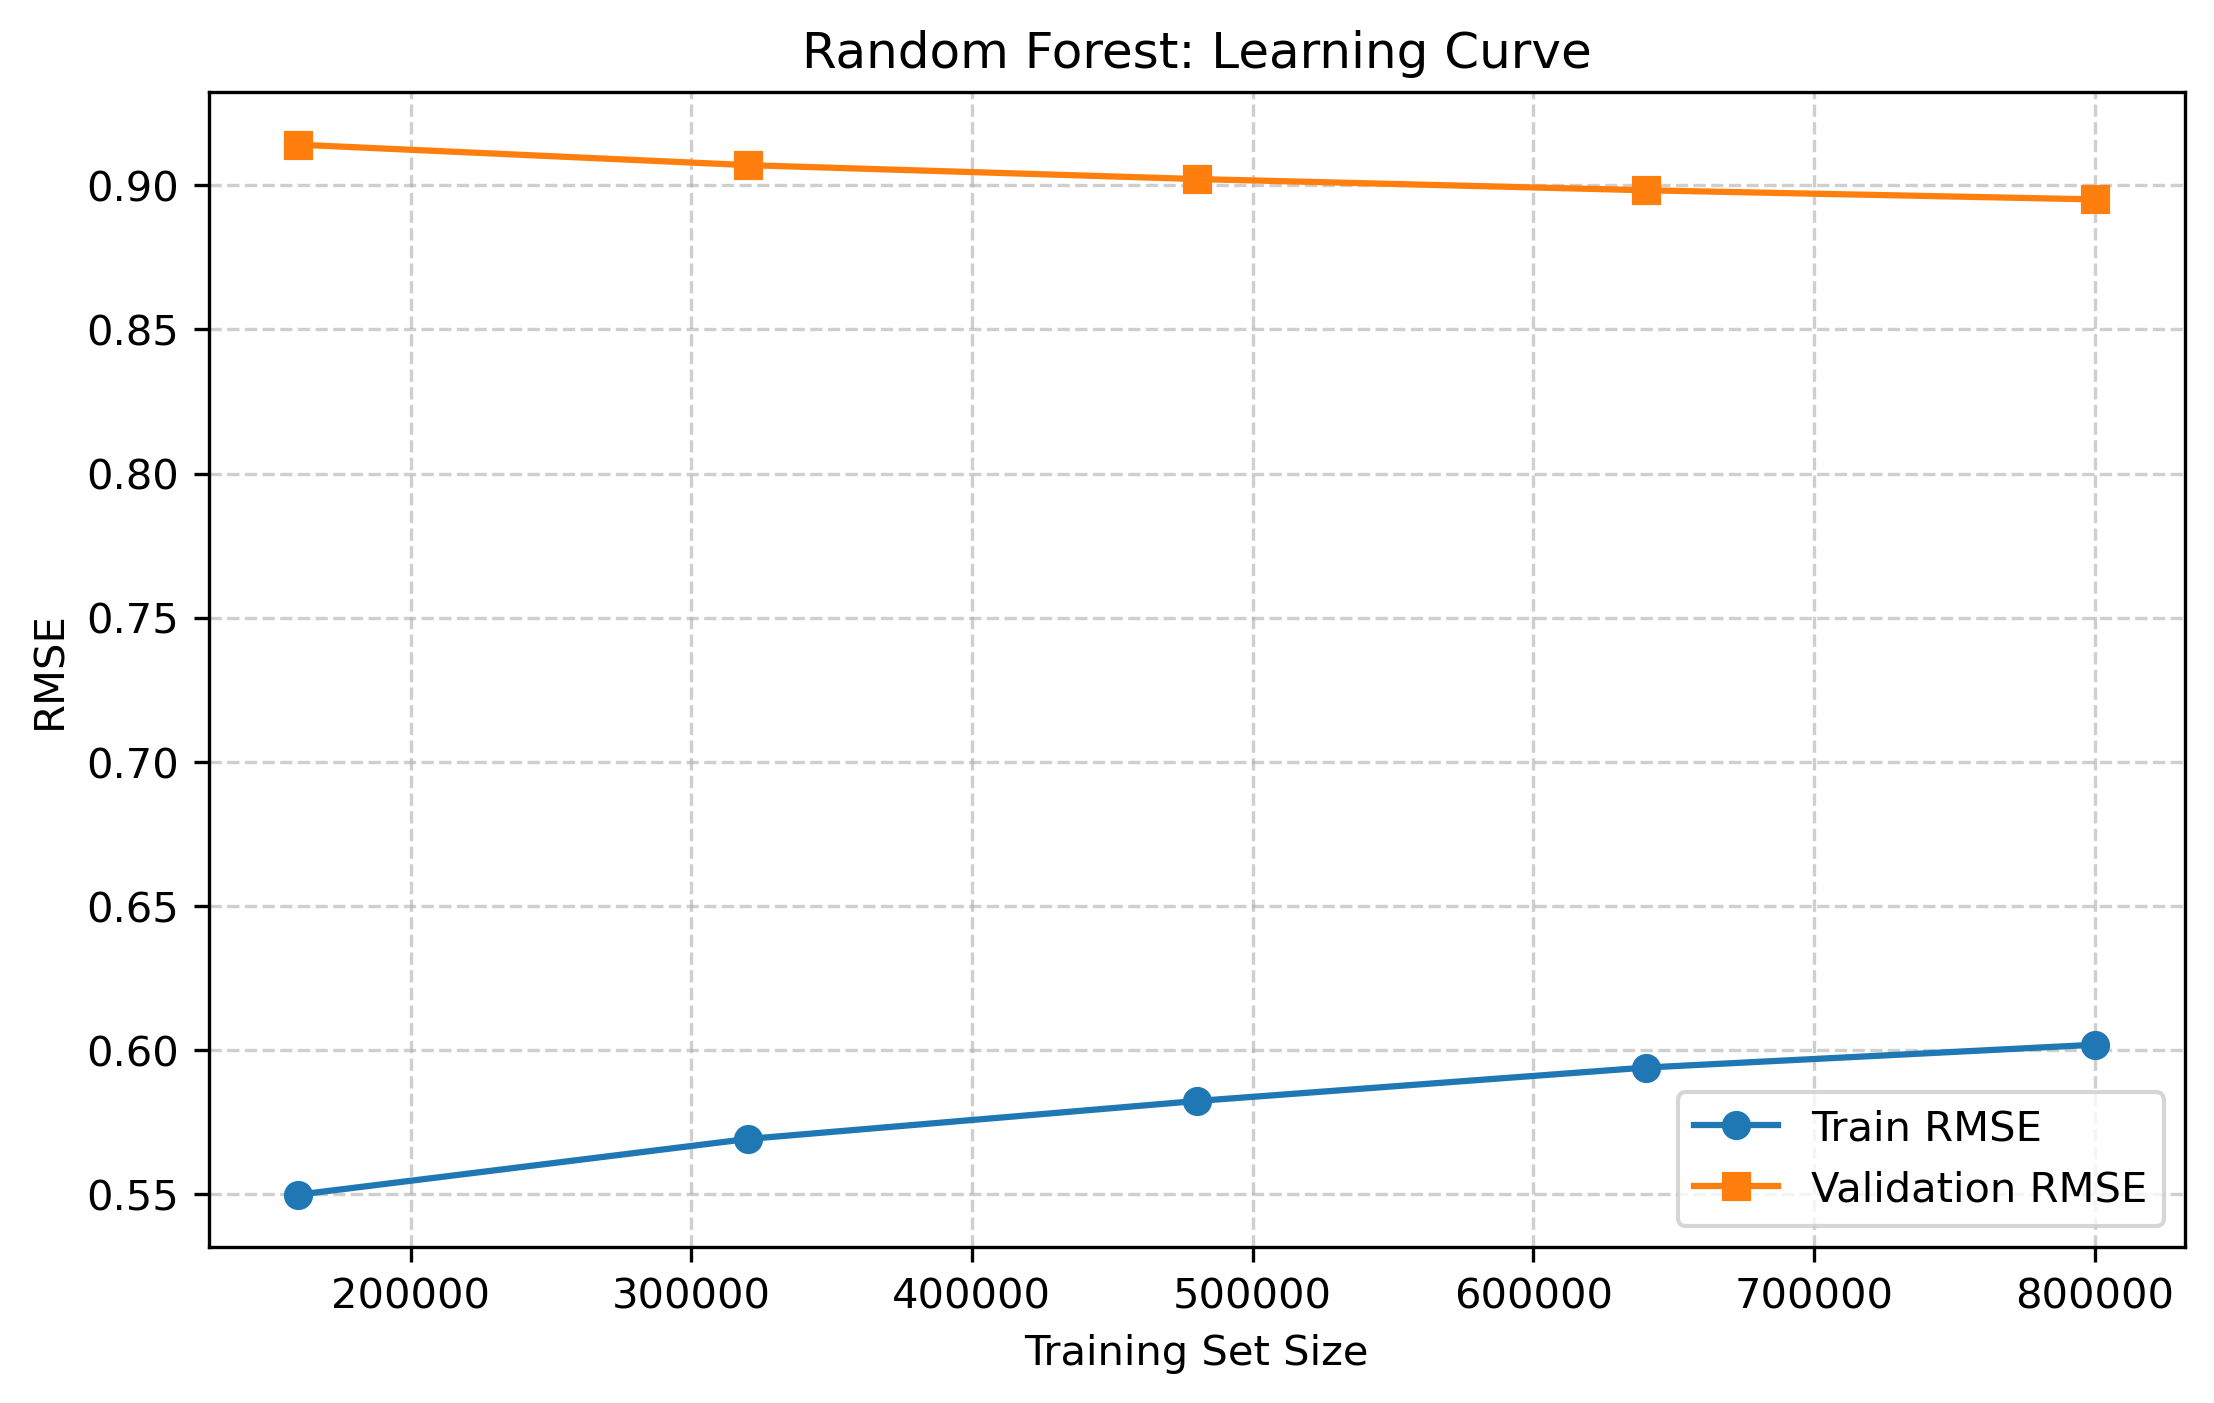 Random Forest: Learning Curve
RMSE
0.90
0.85
0.80
0.75
0.70
0.65
0.60
0.55
Train RMSE
Validation RMSE
200000 300000 400000 500000 600000 700000 800000
Training Set Size